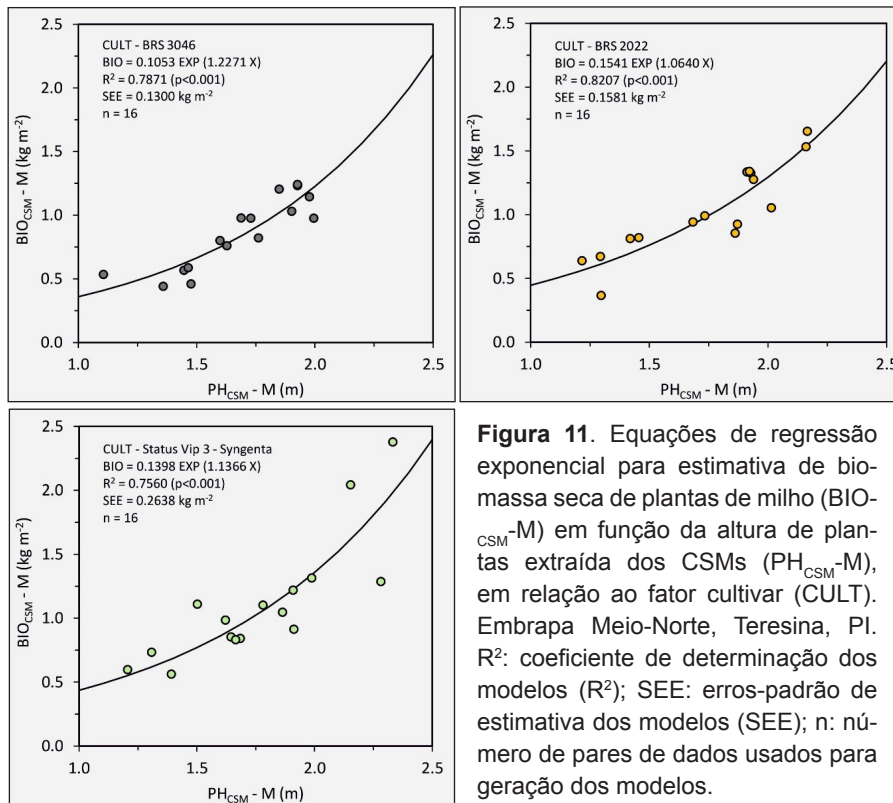 2.5
2.0
1.5
1.0
0.5
0.0
BIO_CSM - M (kg m⁻²)
CULT - BRS 3046
BIO = 0.1053 EXP (1.2271 X)
R² = 0.7871 (p<0.001)
SEE = 0.1300 kg m⁻²
n = 16
1.0 1.5 2.0 2.5
PH_CSM - M (m)
2.5
2.0
1.5
1.0
0.5
0.0
BIO_CSM - M (kg m⁻²)
CULT - BRS 2022
BIO = 0.1541 EXP (1.0640 X)
R² = 0.8207 (p<0.001)
SEE = 0.1581 kg m⁻²
n = 16
1.0 1.5 2.0 2.5
PH_CSM - M (m)
2.5
2.0
1.5
1.0
0.5
0.0
BIO_CSM - M (kg m⁻²)
CULT - Status Vip 3 - Syngenta
BIO = 0.1398 EXP (1.1366 X)
R² = 0.7560 (p<0.001)
SEE = 0.2638 kg m⁻²
n = 16
1.0 1.5 2.0 2.5
PH_CSM - M (m)
Figura 11. Equações de regressão
exponencial para estimativa de bio-
massa seca de plantas de milho (BIO-
_CSM-M) em função da altura de plan-
tas extraída dos CSMs (PH_CSM-M),
em relação ao fator cultivar (CULT).
Embrapa Meio-Norte, Teresina, PI.
R²: coeficiente de determinação dos
modelos (R²); SEE: erros-padrão de
estimativa dos modelos (SEE); n: nú-
mero de pares de dados usados para
geração dos modelos.